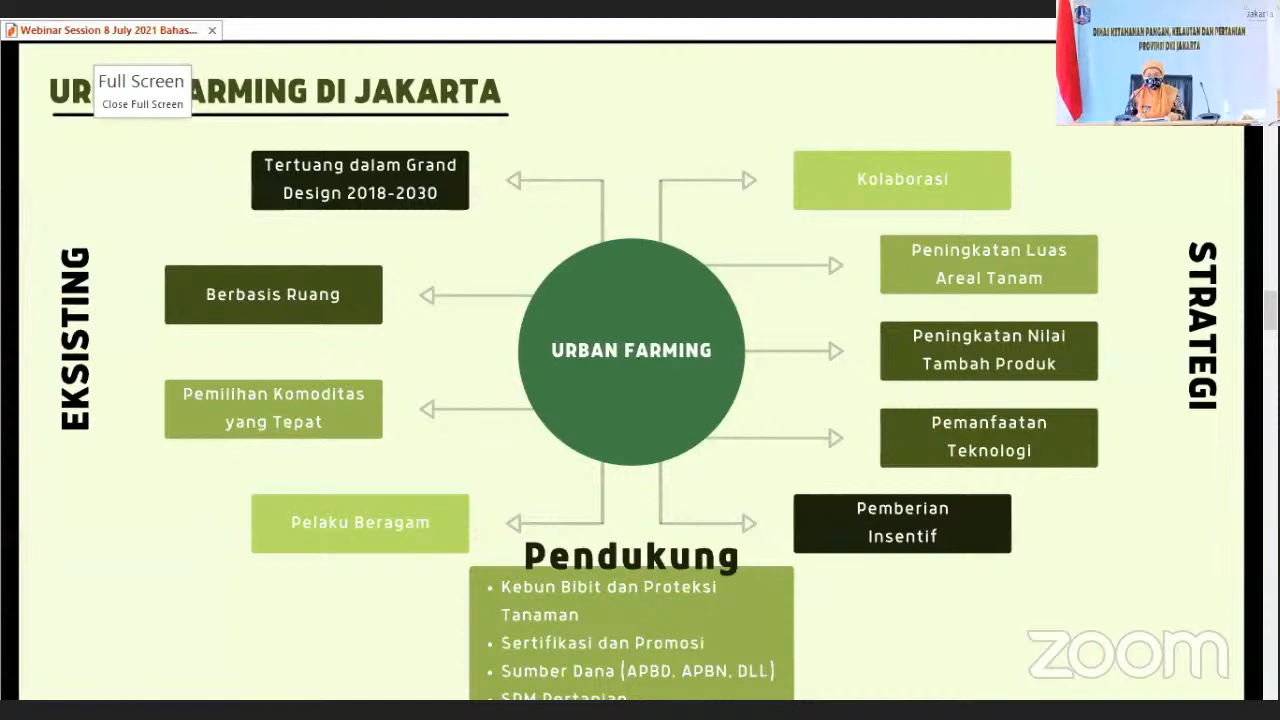 Webinar Session 8 July 2021 Bahas...
Jakarta
DINAS KETAHANAN PANGAN, KELAUTAN DAN PERTANIAN
PROVINSI DKI JAKARTA
Full Screen
Close Full Screen
UR ARMING DI JAKARTA
Tertuang dalam Grand
Design 2018-2030
Kolaborasi
EKSISTING
Peningkatan Luas
Areal Tanam
STRATEGI
Berbasis Ruang
URBAN FARMING
Peningkatan Nilai
Tambah Produk
Pemilihan Komoditas
yang Tepat
Pemanfaatan
Teknologi
Pelaku Beragam
Pemberian
Insentif
Pendukung
• Kebun Bibit dan Proteksi
Tanaman
• Sertifikasi dan Promosi
• Sumber Dana (APBD, APBN, DLL)
• SDM Pertanian
zoom